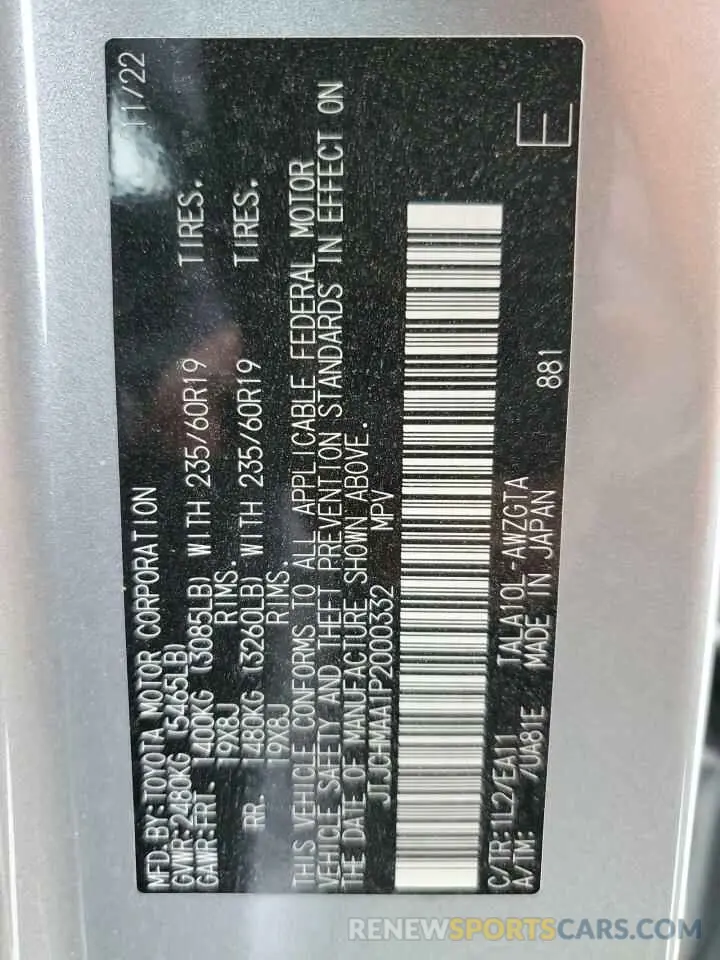 MFD.BY:TOYOTA MOTOR CORPORATION 11/22
GVWR:2480KG (5465LB)
GAWR:FRT. 1400KG (3085LB) WITH 235/60R19 TIRES.
19X8J RIMS.
RR. 1480KG (3260LB) WITH 235/60R19 TIRES.
19X8J RIMS.
THIS VEHICLE CONFORMS TO ALL APPLICABLE FEDERAL MOTOR
VEHICLE SAFETY AND THEFT PREVENTION STANDARDS IN EFFECT ON
THE DATE OF MANUFACTURE SHOWN ABOVE.
JTJCHMAA1P2000332 MPV
E
C/TR:1L2/EA11 TALA10L-AWZGTA
A/TM: /UA81E MADE IN JAPAN 881
RENEWSPORTSCARS.COM